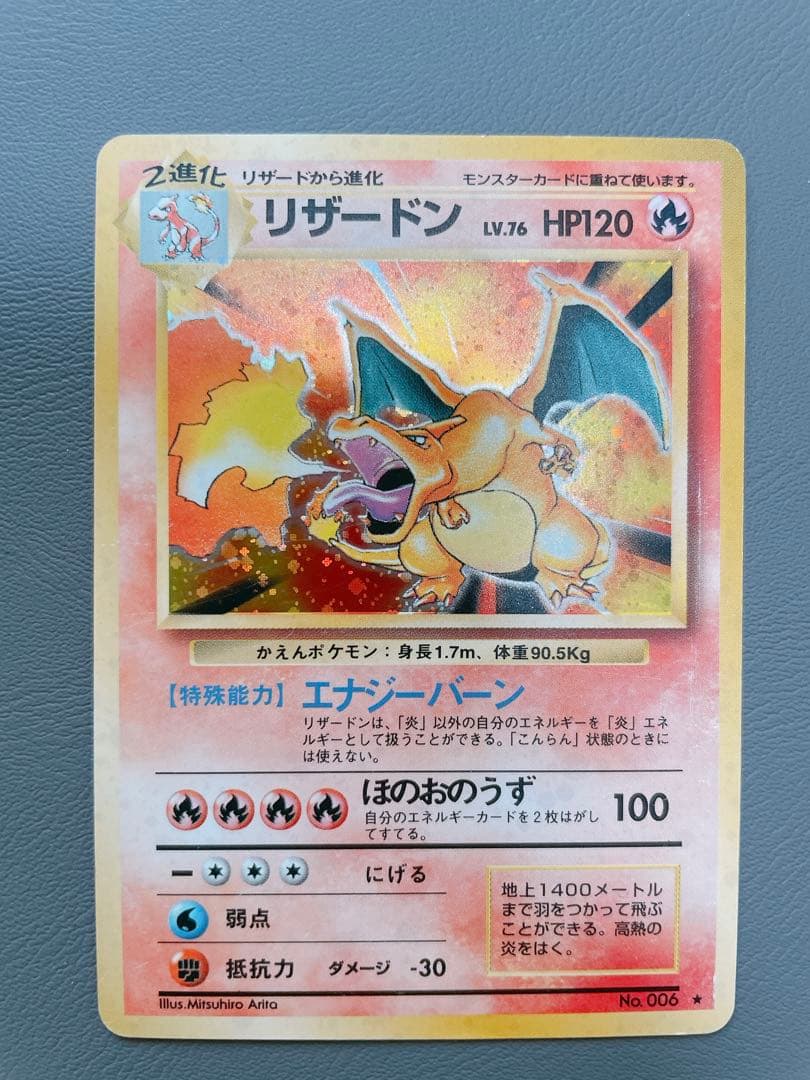 2進化
リザードから進化
モンスターカードに重ねて使います。
リザードン LV.76 HP120
かえんポケモン：身長1.7m、体重90.5Kg
【特殊能力】エナジーバーン
リザードンは、「炎」以外の自分のエネルギーを「炎」エネ
ルギーとして扱うことができる。「こんらん」状態のときに
は使えない。
ほのおのうず 100
自分のエネルギーカードを2枚はがし
てすてる。
にげる
弱点
抵抗力 ダメージ -30
地上1400メートル
まで羽をつかって飛ぶ
ことができる。高熱の
炎をはく。
Illus.Mitsuhiro Arita
No. 006 ★